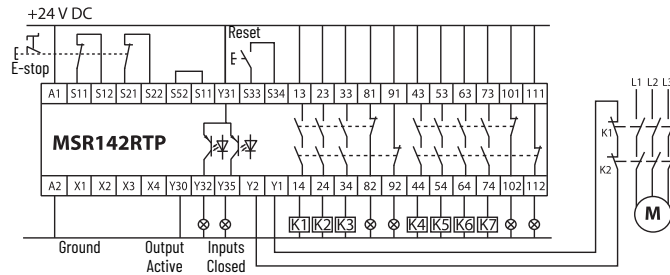 +24 V DC
Reset
E-stop
L1 L2 L3
A1 S11 S12 S21 S22 S52 S11 Y31 S33 S34 13 23 33 81 91 43 53 63 73 101 111
K1
MSR142RTP
K2
A2 X1 X2 X3 X4 Y30 Y32 Y35 Y2 Y1 14 24 34 82 92 44 54 64 74 102 112
K1 K2 K3 K4 K5 K6 K7
M
Ground Output Inputs
Active Closed